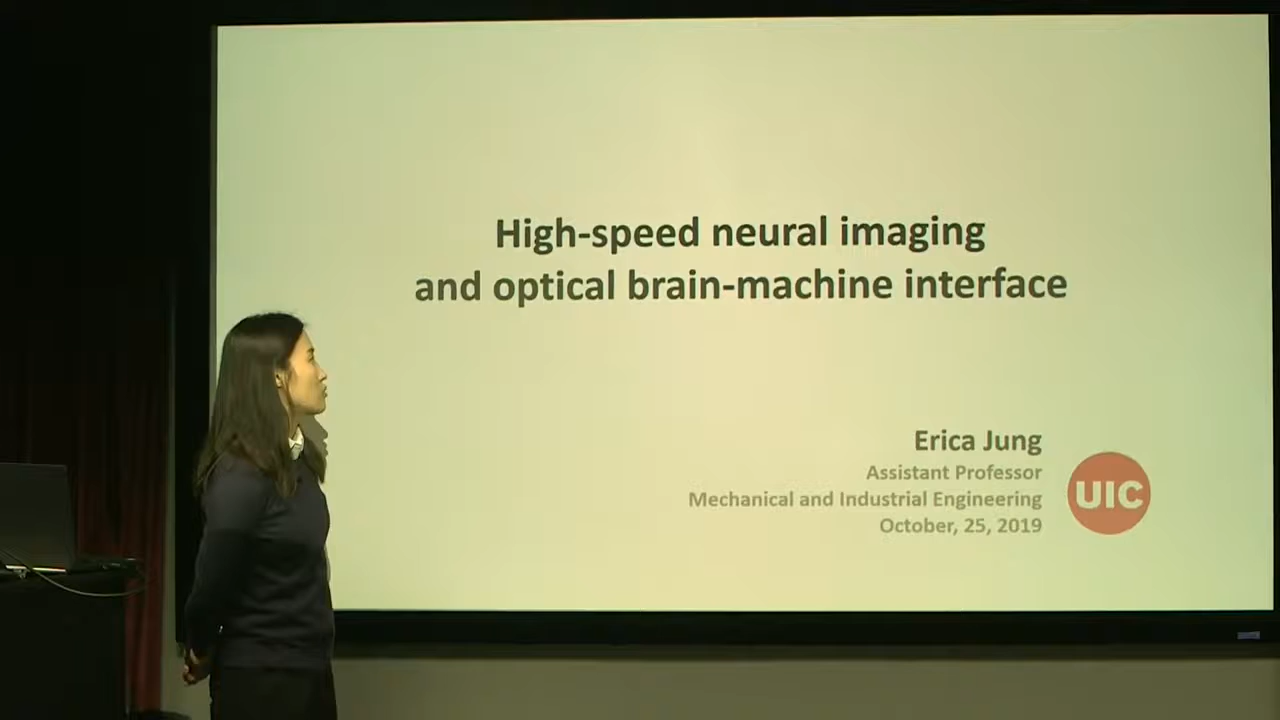 High-speed neural imaging
and optical brain-machine interface
Erica Jung
Assistant Professor
Mechanical and Industrial Engineering
October, 25, 2019
UIC